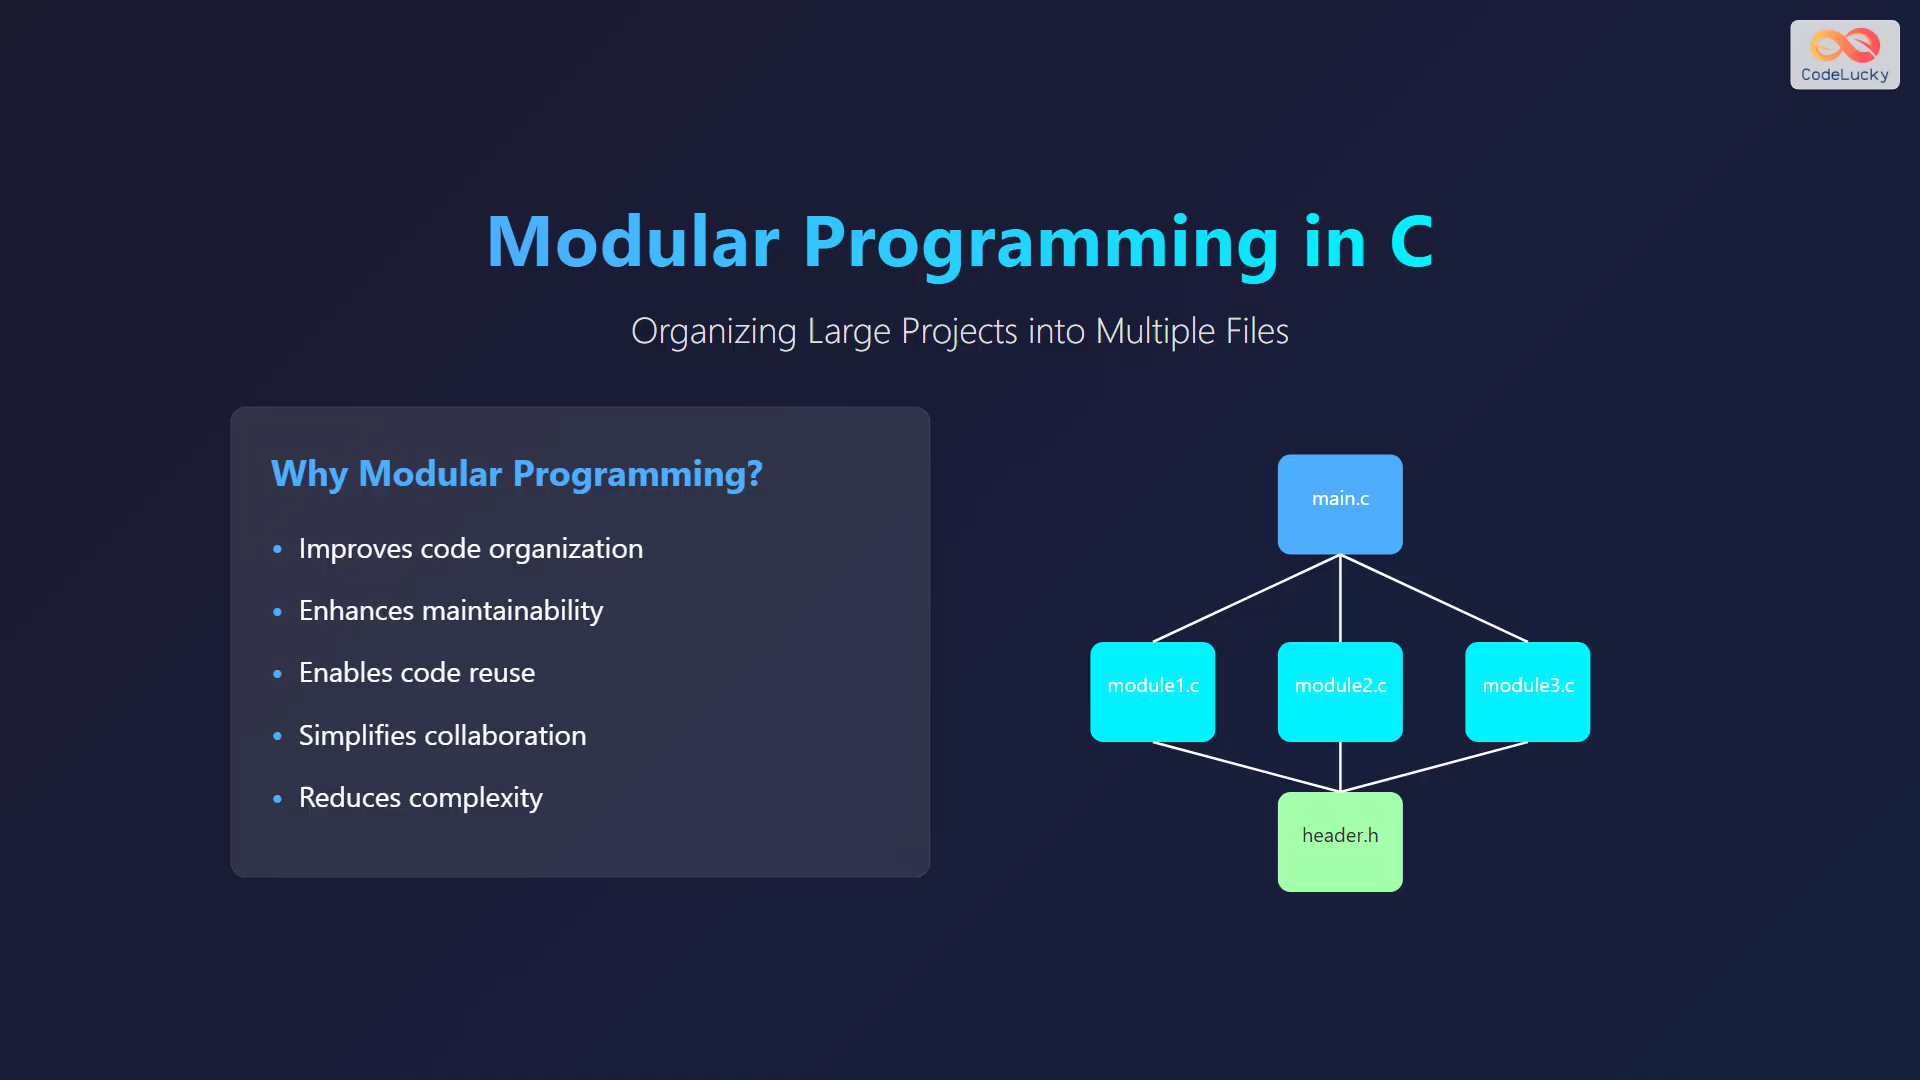 CodeLucky
Modular Programming in C
Organizing Large Projects into Multiple Files
Why Modular Programming?
• Improves code organization
• Enhances maintainability
• Enables code reuse
• Simplifies collaboration
• Reduces complexity
main.c
module1.c
module2.c
module3.c
header.h